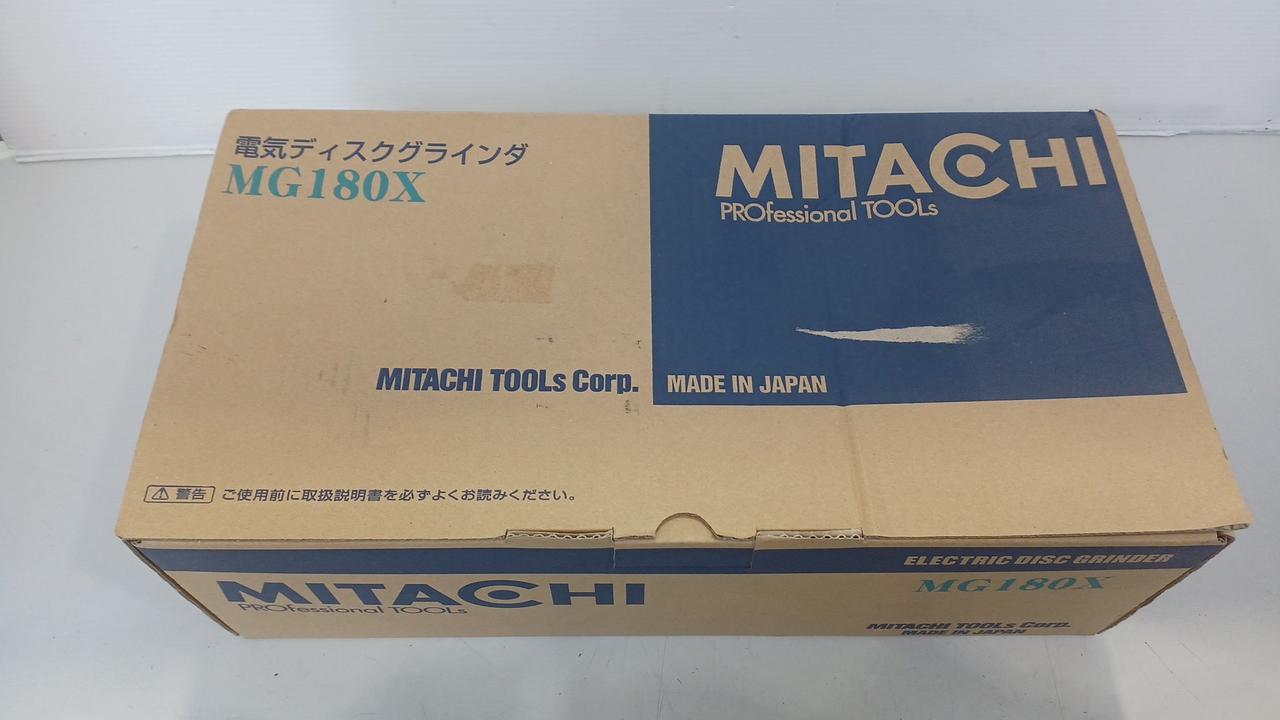 電気ディスクグラインダ
MG180X
MITACHI
PROfessional TOOLs
MITACHI TOOLs Corp.
MADE IN JAPAN
警告 ご使用前に取扱説明書を必ずよくお読みください。
ELECTRIC DISC GRINDER
MITACHI
PROfessional TOOLs
MG180X
MITACHI TOOLs Corp.
MADE IN JAPAN